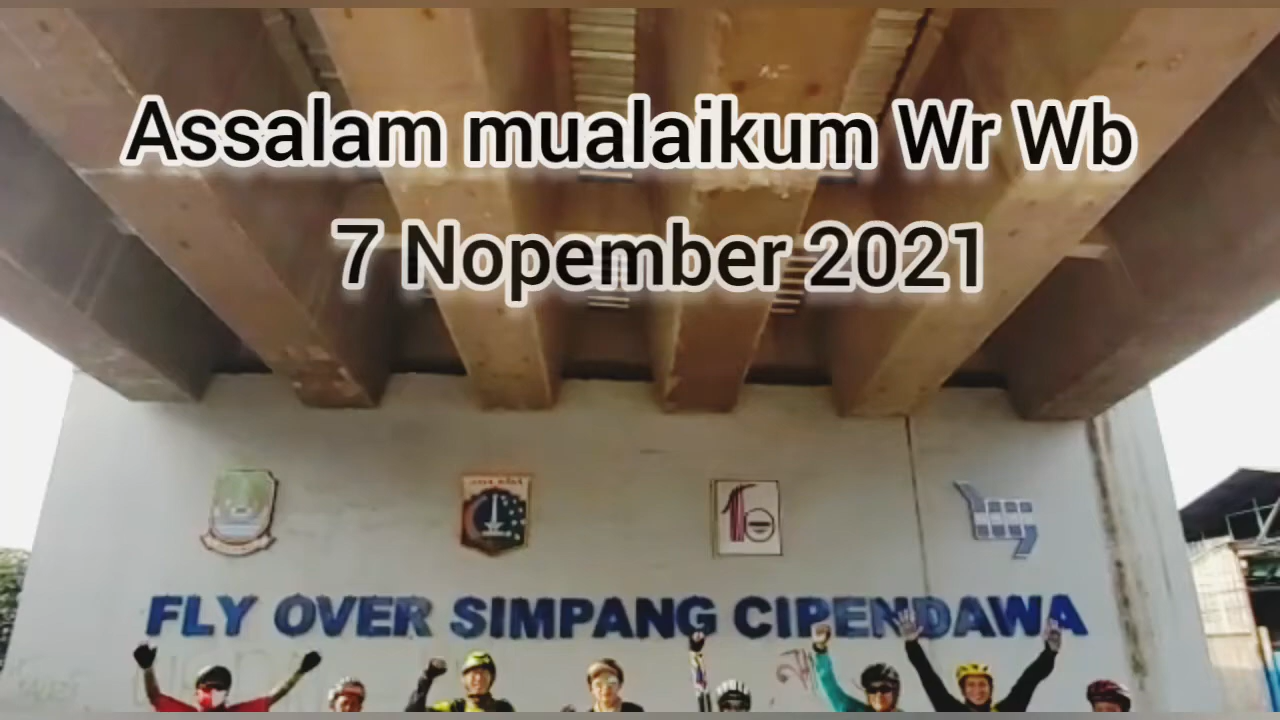 Assalam mualaikum Wr Wb
7 Nopember 2021
FLY OVER SIMPANG CIPENDAWA